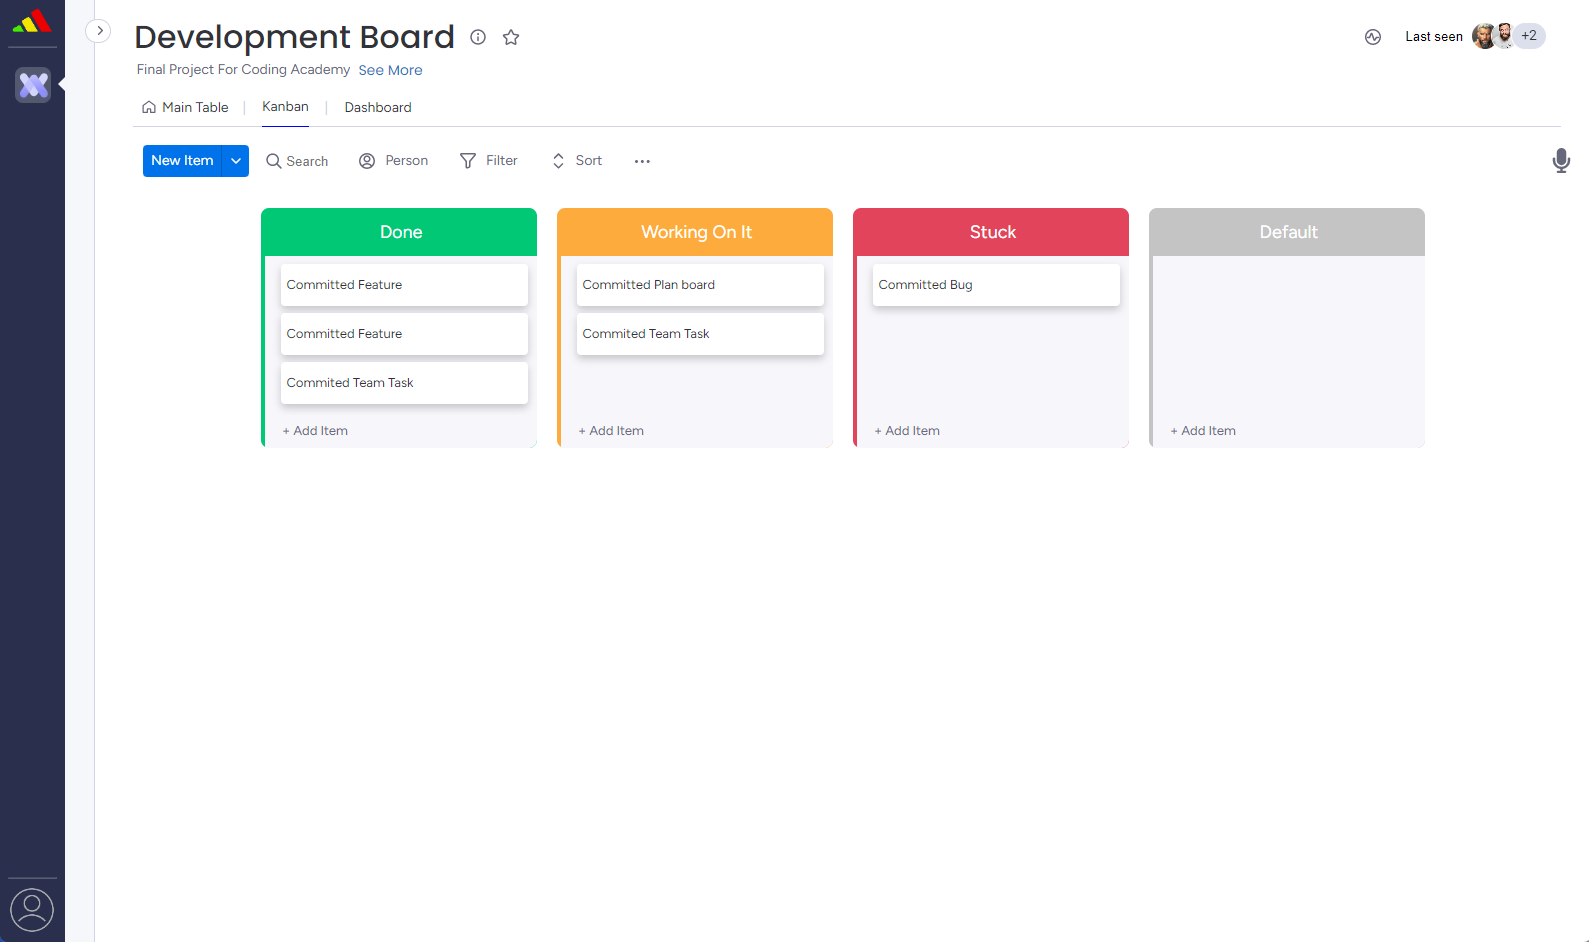 Development Board
Last seen
+2
Final Project For Coding Academy See More
Main Table | Kanban | Dashboard
New Item Search Person Filter Sort
Done
Committed Feature
Committed Feature
Commited Team Task
+ Add Item
Working On It
Committed Plan board
Commited Team Task
+ Add Item
Stuck
Committed Bug
+ Add Item
Default
+ Add Item